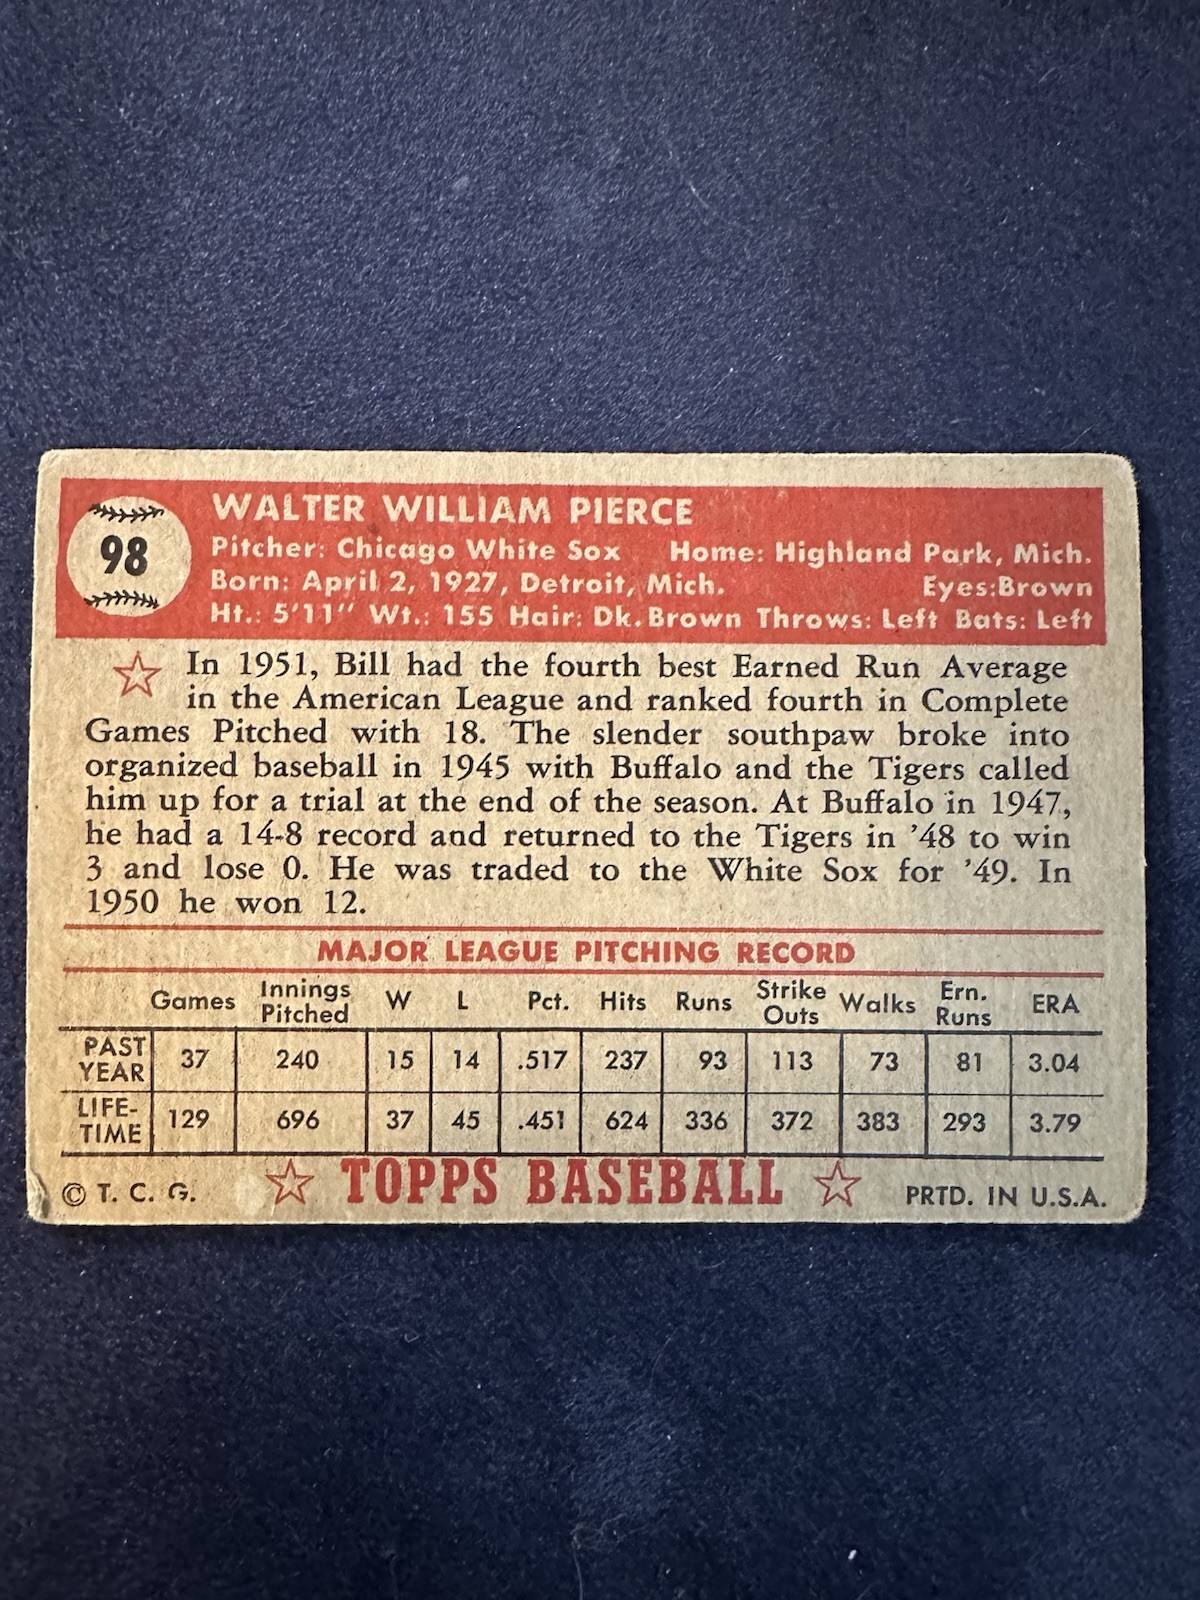 98
WALTER WILLIAM PIERCE
Pitcher: Chicago White Sox Home: Highland Park, Mich.
Born: April 2, 1927, Detroit, Mich. Eyes:Brown
Ht.: 5'11" Wt.: 155 Hair: Dk. Brown Throws: Left Bats: Left
☆ In 1951, Bill had the fourth best Earned Run Average
in the American League and ranked fourth in Complete
Games Pitched with 18. The slender southpaw broke into
organized baseball in 1945 with Buffalo and the Tigers called
him up for a trial at the end of the season. At Buffalo in 1947,
he had a 14-8 record and returned to the Tigers in '48 to win
3 and lose 0. He was traded to the White Sox for '49. In
1950 he won 12.
MAJOR LEAGUE PITCHING RECORD
Games Innings Pitched W L Pct. Hits Runs Strike Outs Walks Ern. Runs ERA
PAST YEAR 37 240 15 14 .517 237 93 113 73 81 3.04
LIFE-TIME 129 696 37 45 .451 624 336 372 383 293 3.79
© T. C. G. ☆ TOPPS BASEBALL ☆ PRTD. IN U.S.A.